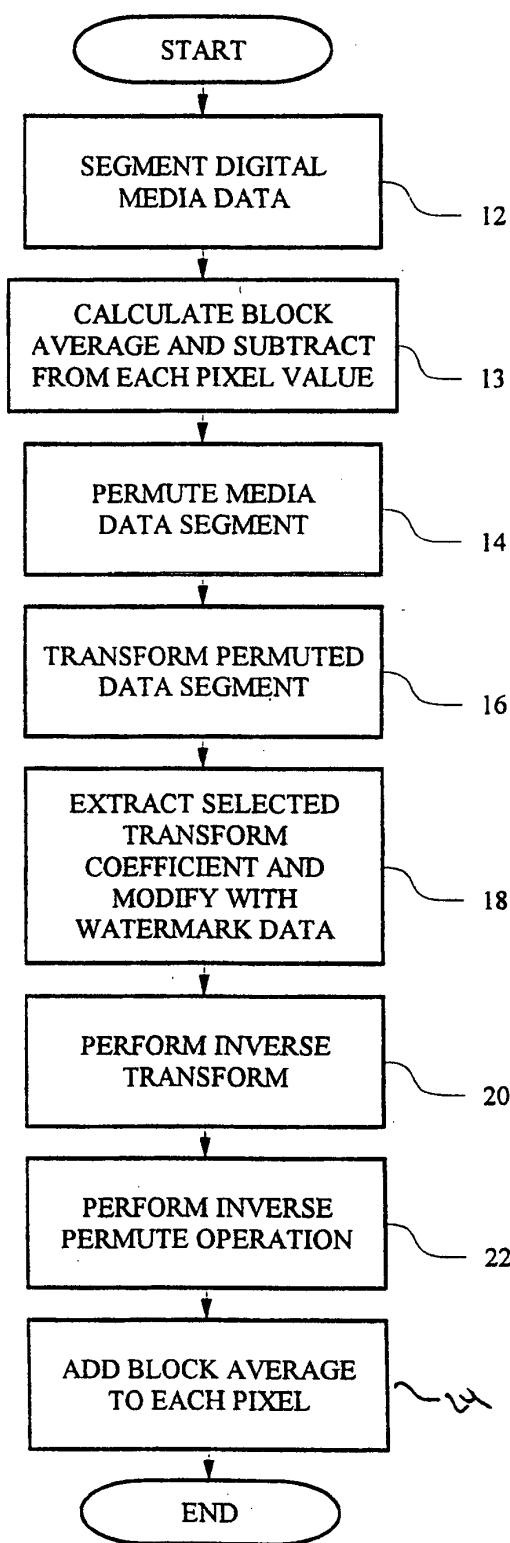 START
SEGMENT DIGITAL
MEDIA DATA
12
CALCULATE BLOCK
AVERAGE AND SUBTRACT
FROM EACH PIXEL VALUE
13
PERMUTE MEDIA
DATA SEGMENT
14
TRANSFORM PERMUTED
DATA SEGMENT
16
EXTRACT SELECTED
TRANSFORM
COEFFICIENT AND
MODIFY WITH
WATERMARK DATA
18
PERFORM INVERSE
TRANSFORM
20
PERFORM INVERSE
PERMUTE OPERATION
22
ADD BLOCK AVERAGE
TO EACH PIXEL
24
END